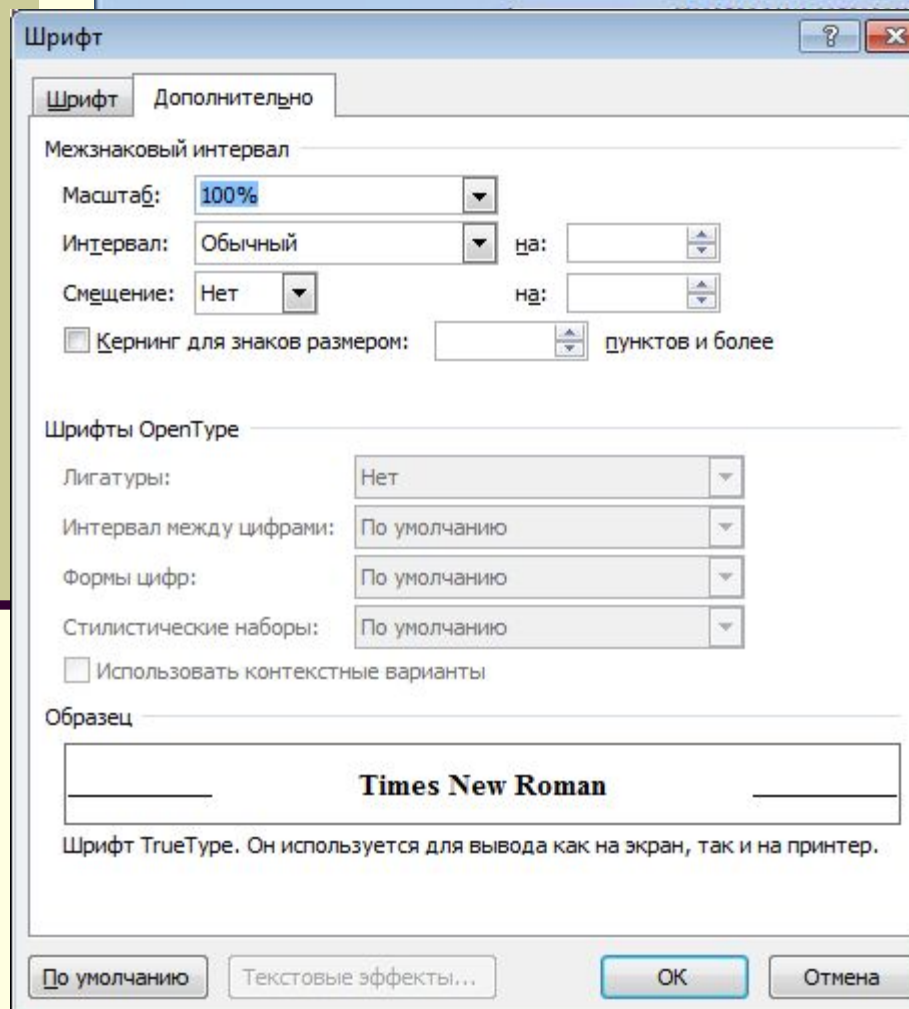 Шрифт
Шрифт Дополнительно
Межзнаковый интервал
Масштаб: 100%
Интервал: Обычный на:
Смещение: Нет на:
Кернинг для знаков размером: пунктов и более
Шрифты OpenType
Лигатуры: Нет
Интервал между цифрами: По умолчанию
Формы цифр: По умолчанию
Стилистические наборы: По умолчанию
Использовать контекстные варианты
Образец
Times New Roman
Шрифт TrueType. Он используется для вывода как на экран, так и на принтер.
По умолчанию Текстовые эффекты... ОК Отмена